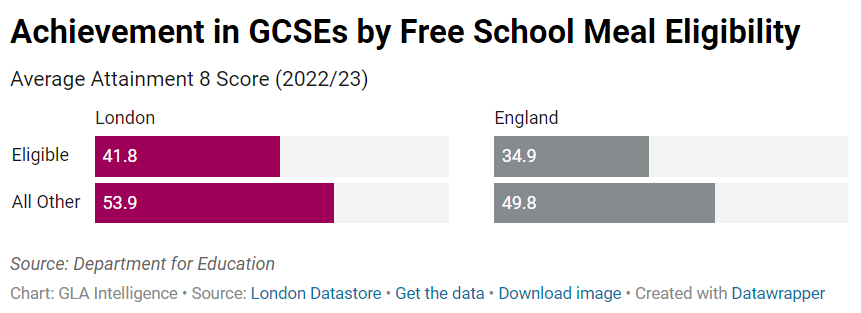 Achievement in GCSEs by Free School Meal Eligibility
Average Attainment 8 Score (2022/23)
London England
Eligible 41.8 34.9
All Other 53.9 49.8
Source: Department for Education
Chart: GLA Intelligence • Source: London Datastore • Get the data • Download image • Created with Datawrapper